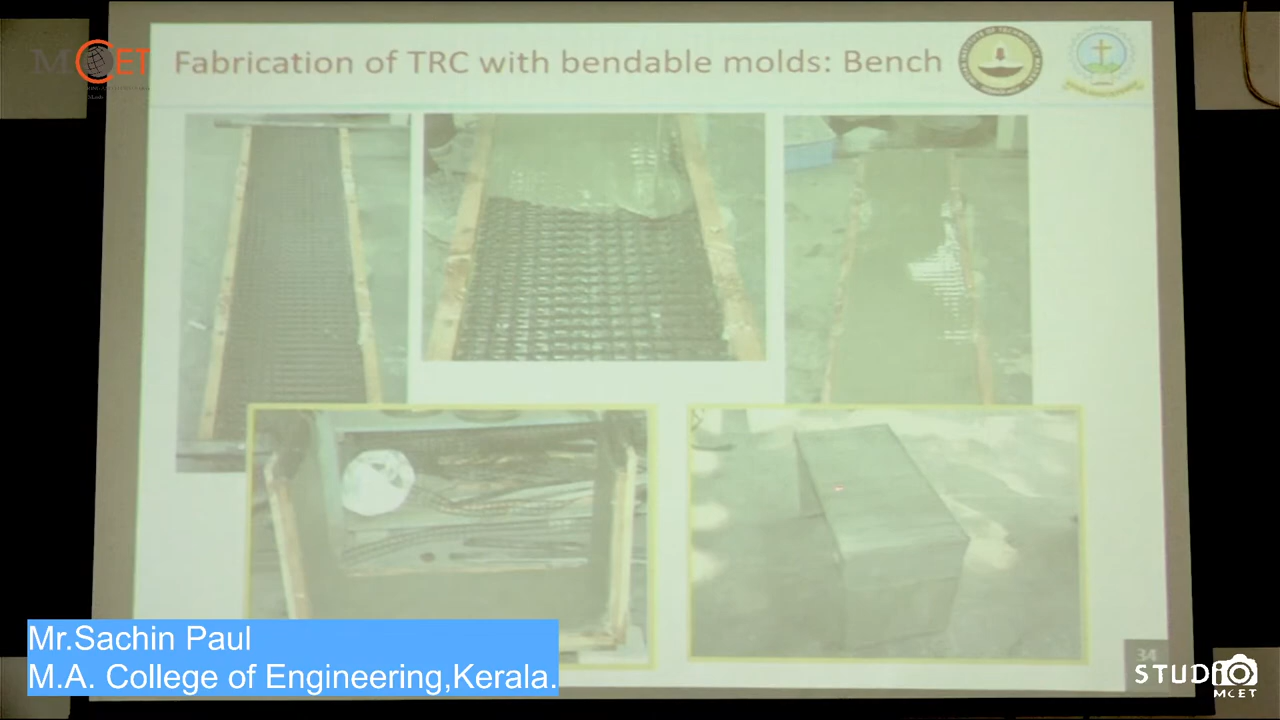 MCET
Fabrication of TRC with bendable molds: Bench
Mr.Sachin Paul
M.A. College of Engineering,Kerala.
34
STUDIO
MCET